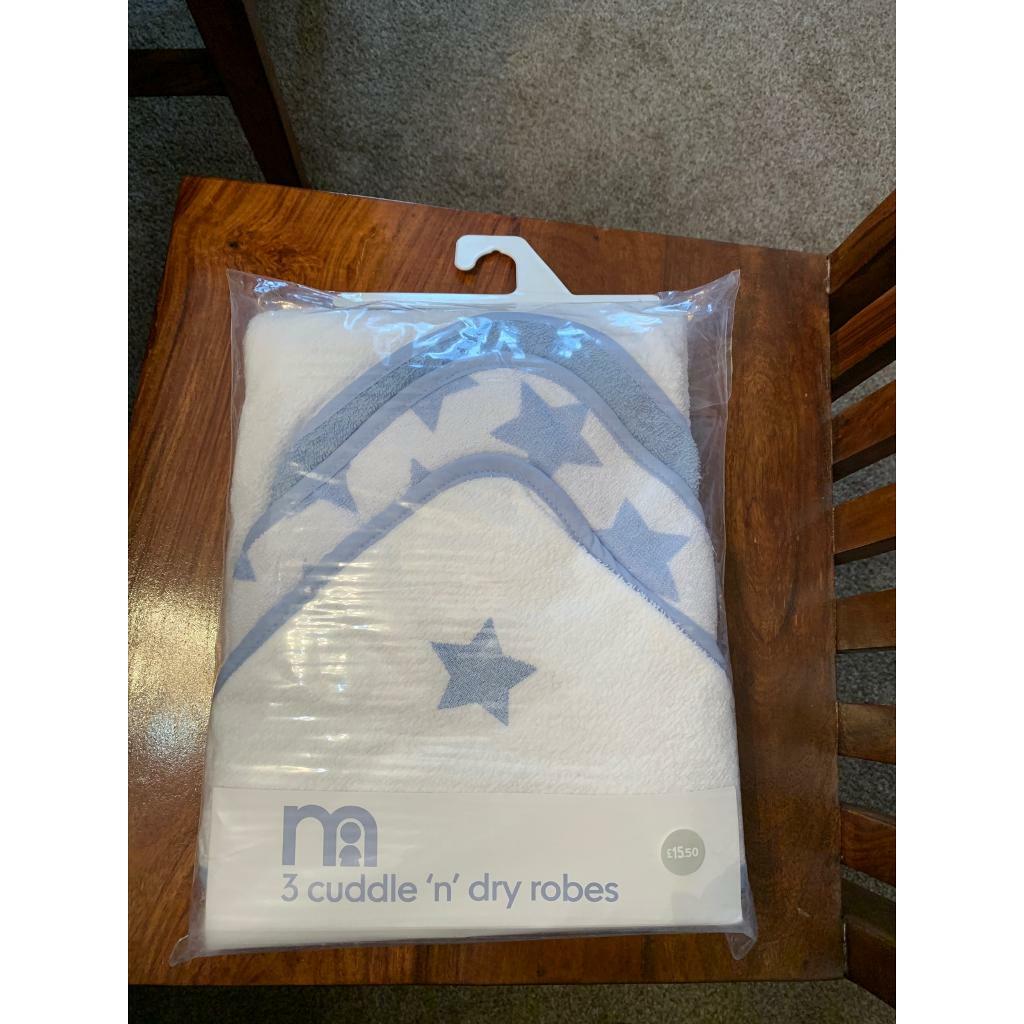 m
3 cuddle ‘n’ dry robes
£15.50